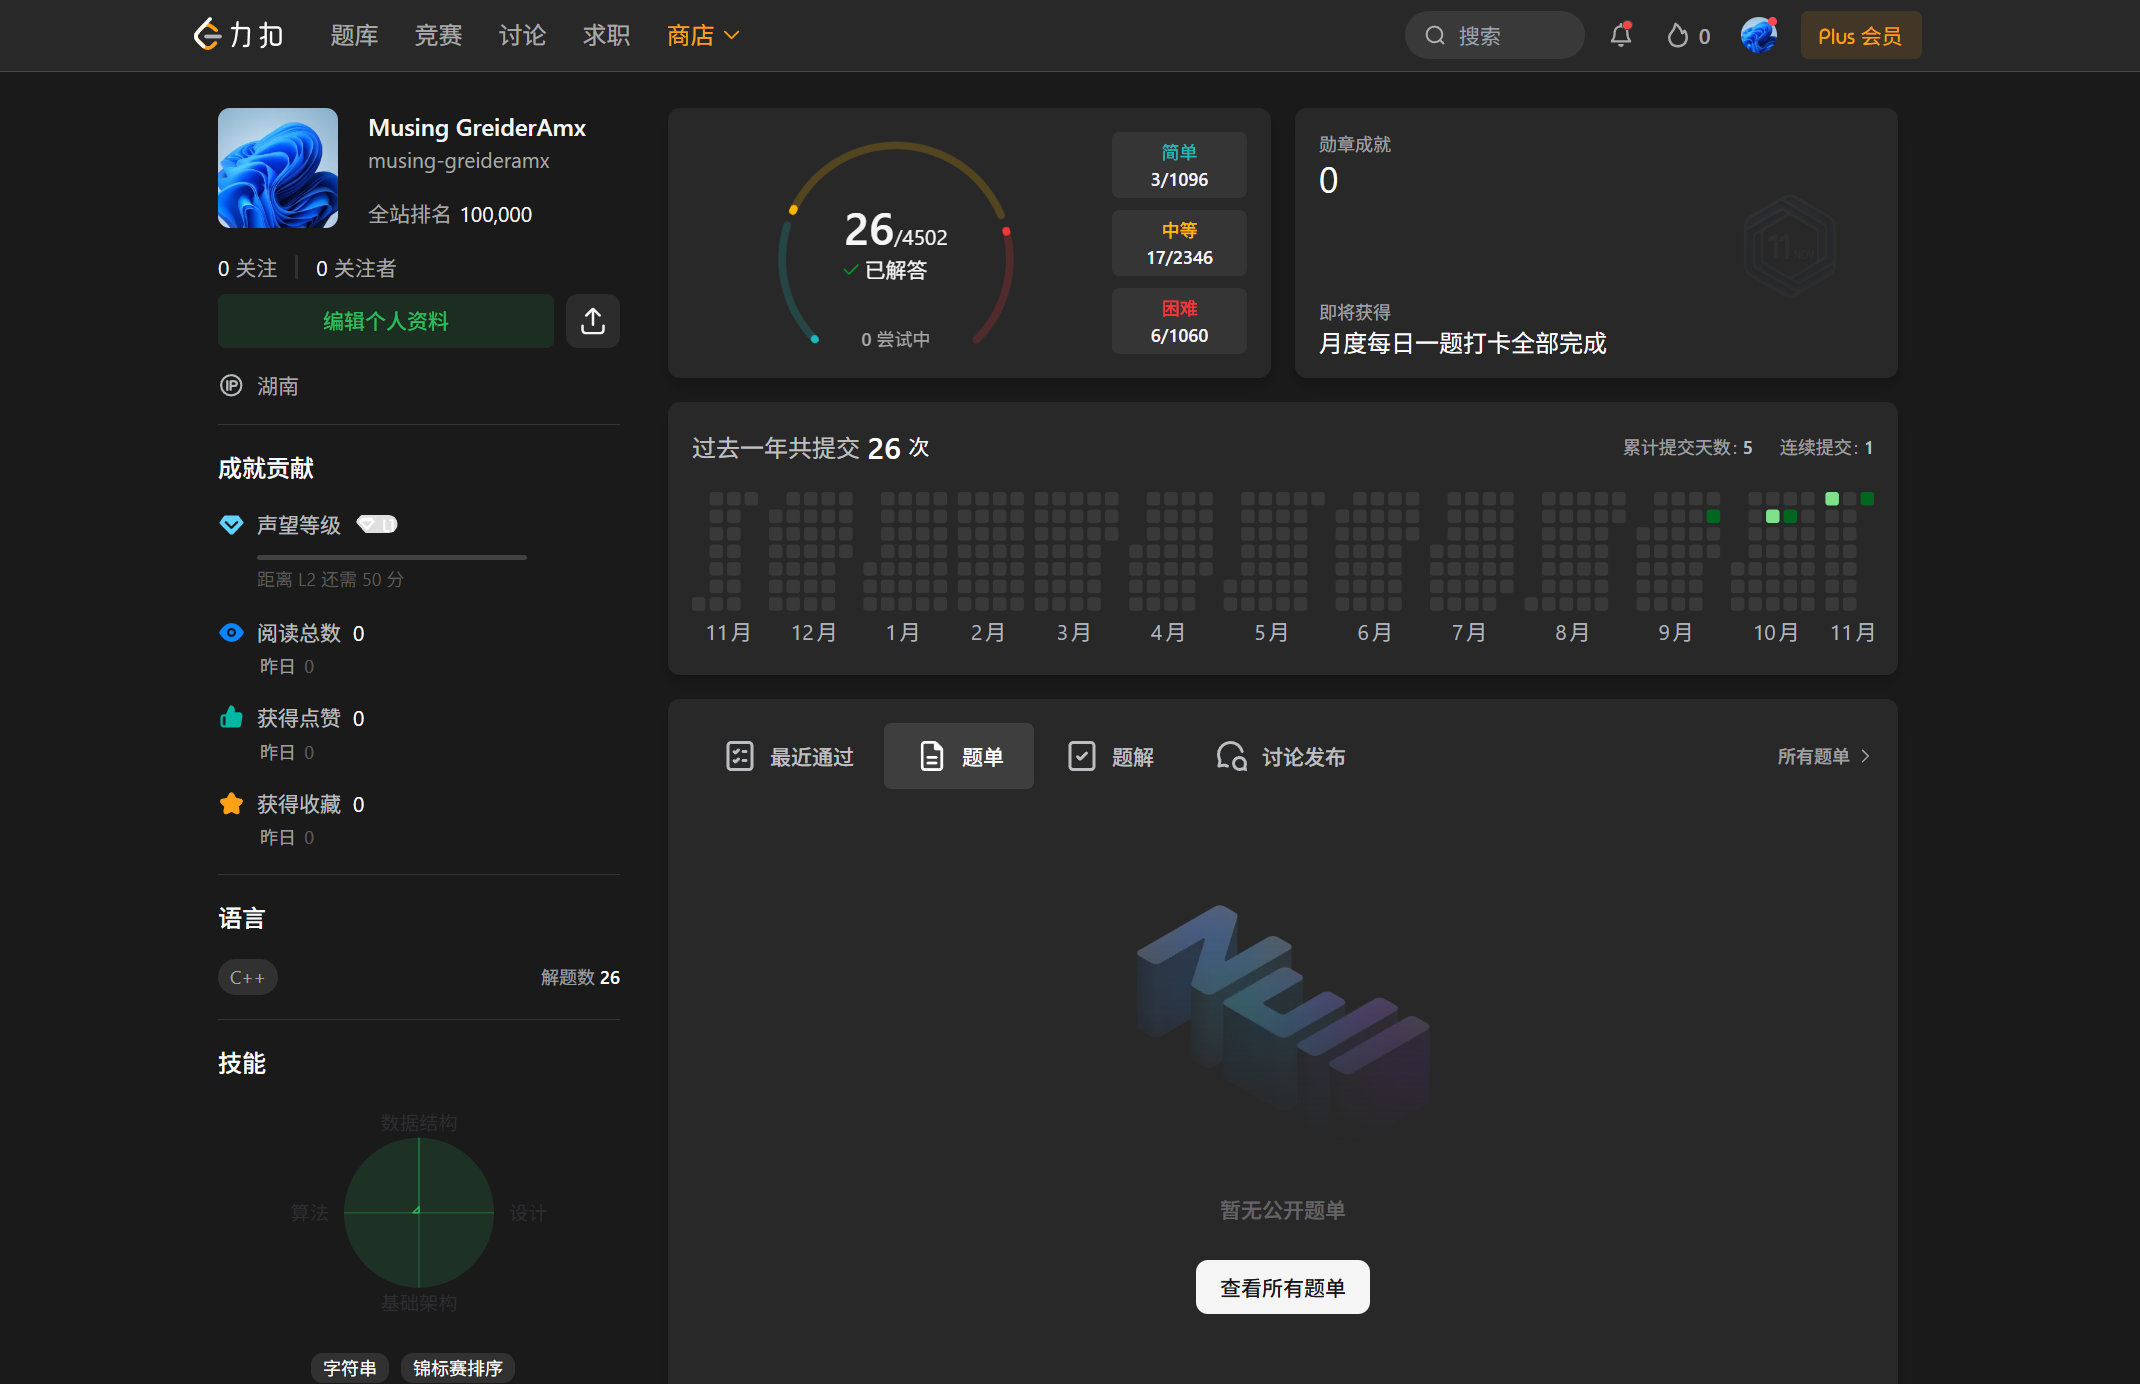 力扣
题库
竞赛
讨论
求职
商店
搜索
0
Plus 会员
Musing GreiderAmx
musing-greideramx
全站排名 100,000
0 关注
0 关注者
编辑个人资料
湖南
成就贡献
声望等级
L1
距离 L2 还需 50 分
阅读总数 0
昨日 0
获得点赞 0
昨日 0
获得收藏 0
昨日 0
语言
C++
解题数 26
技能
数据结构
算法
设计
基础架构
字符串
锦标赛排序
26/4502
已解答
0 尝试中
简单
3/1096
中等
17/2346
困难
6/1060
勋章成就
0
11
即将获得
月度每日一题打卡全部完成
过去一年共提交 26 次
累计提交天数: 5
连续提交: 1
11月
12月
1月
2月
3月
4月
5月
6月
7月
8月
9月
10月
11月
最近通过
题单
题解
讨论发布
所有题单
暂无公开题单
查看所有题单